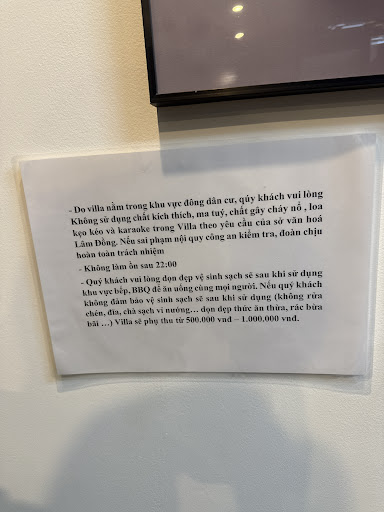 - Do villa nằm trong khu vực đông dân cư, qúy khách vui lòng
Không sử dụng chất kích thích, ma tuý, chất gây cháy nổ , loa
kẹo kéo và karaoke trong Villa theo yêu cầu của sở văn hoá
Lâm Đồng. Nếu sai phạm nội quy công an kiểm tra, đoàn chịu
hoàn toàn trách nhiệm
- Không làm ồn sau 22:00
- Quý khách vui lòng dọn dẹp vệ sinh sạch sẽ sau khi sử dụng
khu vực bếp, BBQ để ăn uống cùng mọi người. Nếu quý khách
không đảm bảo vệ sinh sạch sẽ sau khi sử dụng (không rửa
chén, đĩa, chà sạch vỉ nướng… dọn dẹp thức ăn thừa, rác bừa
bãi …) Villa sẽ phụ thu từ 500.000 vnđ – 1.000.000 vnđ.